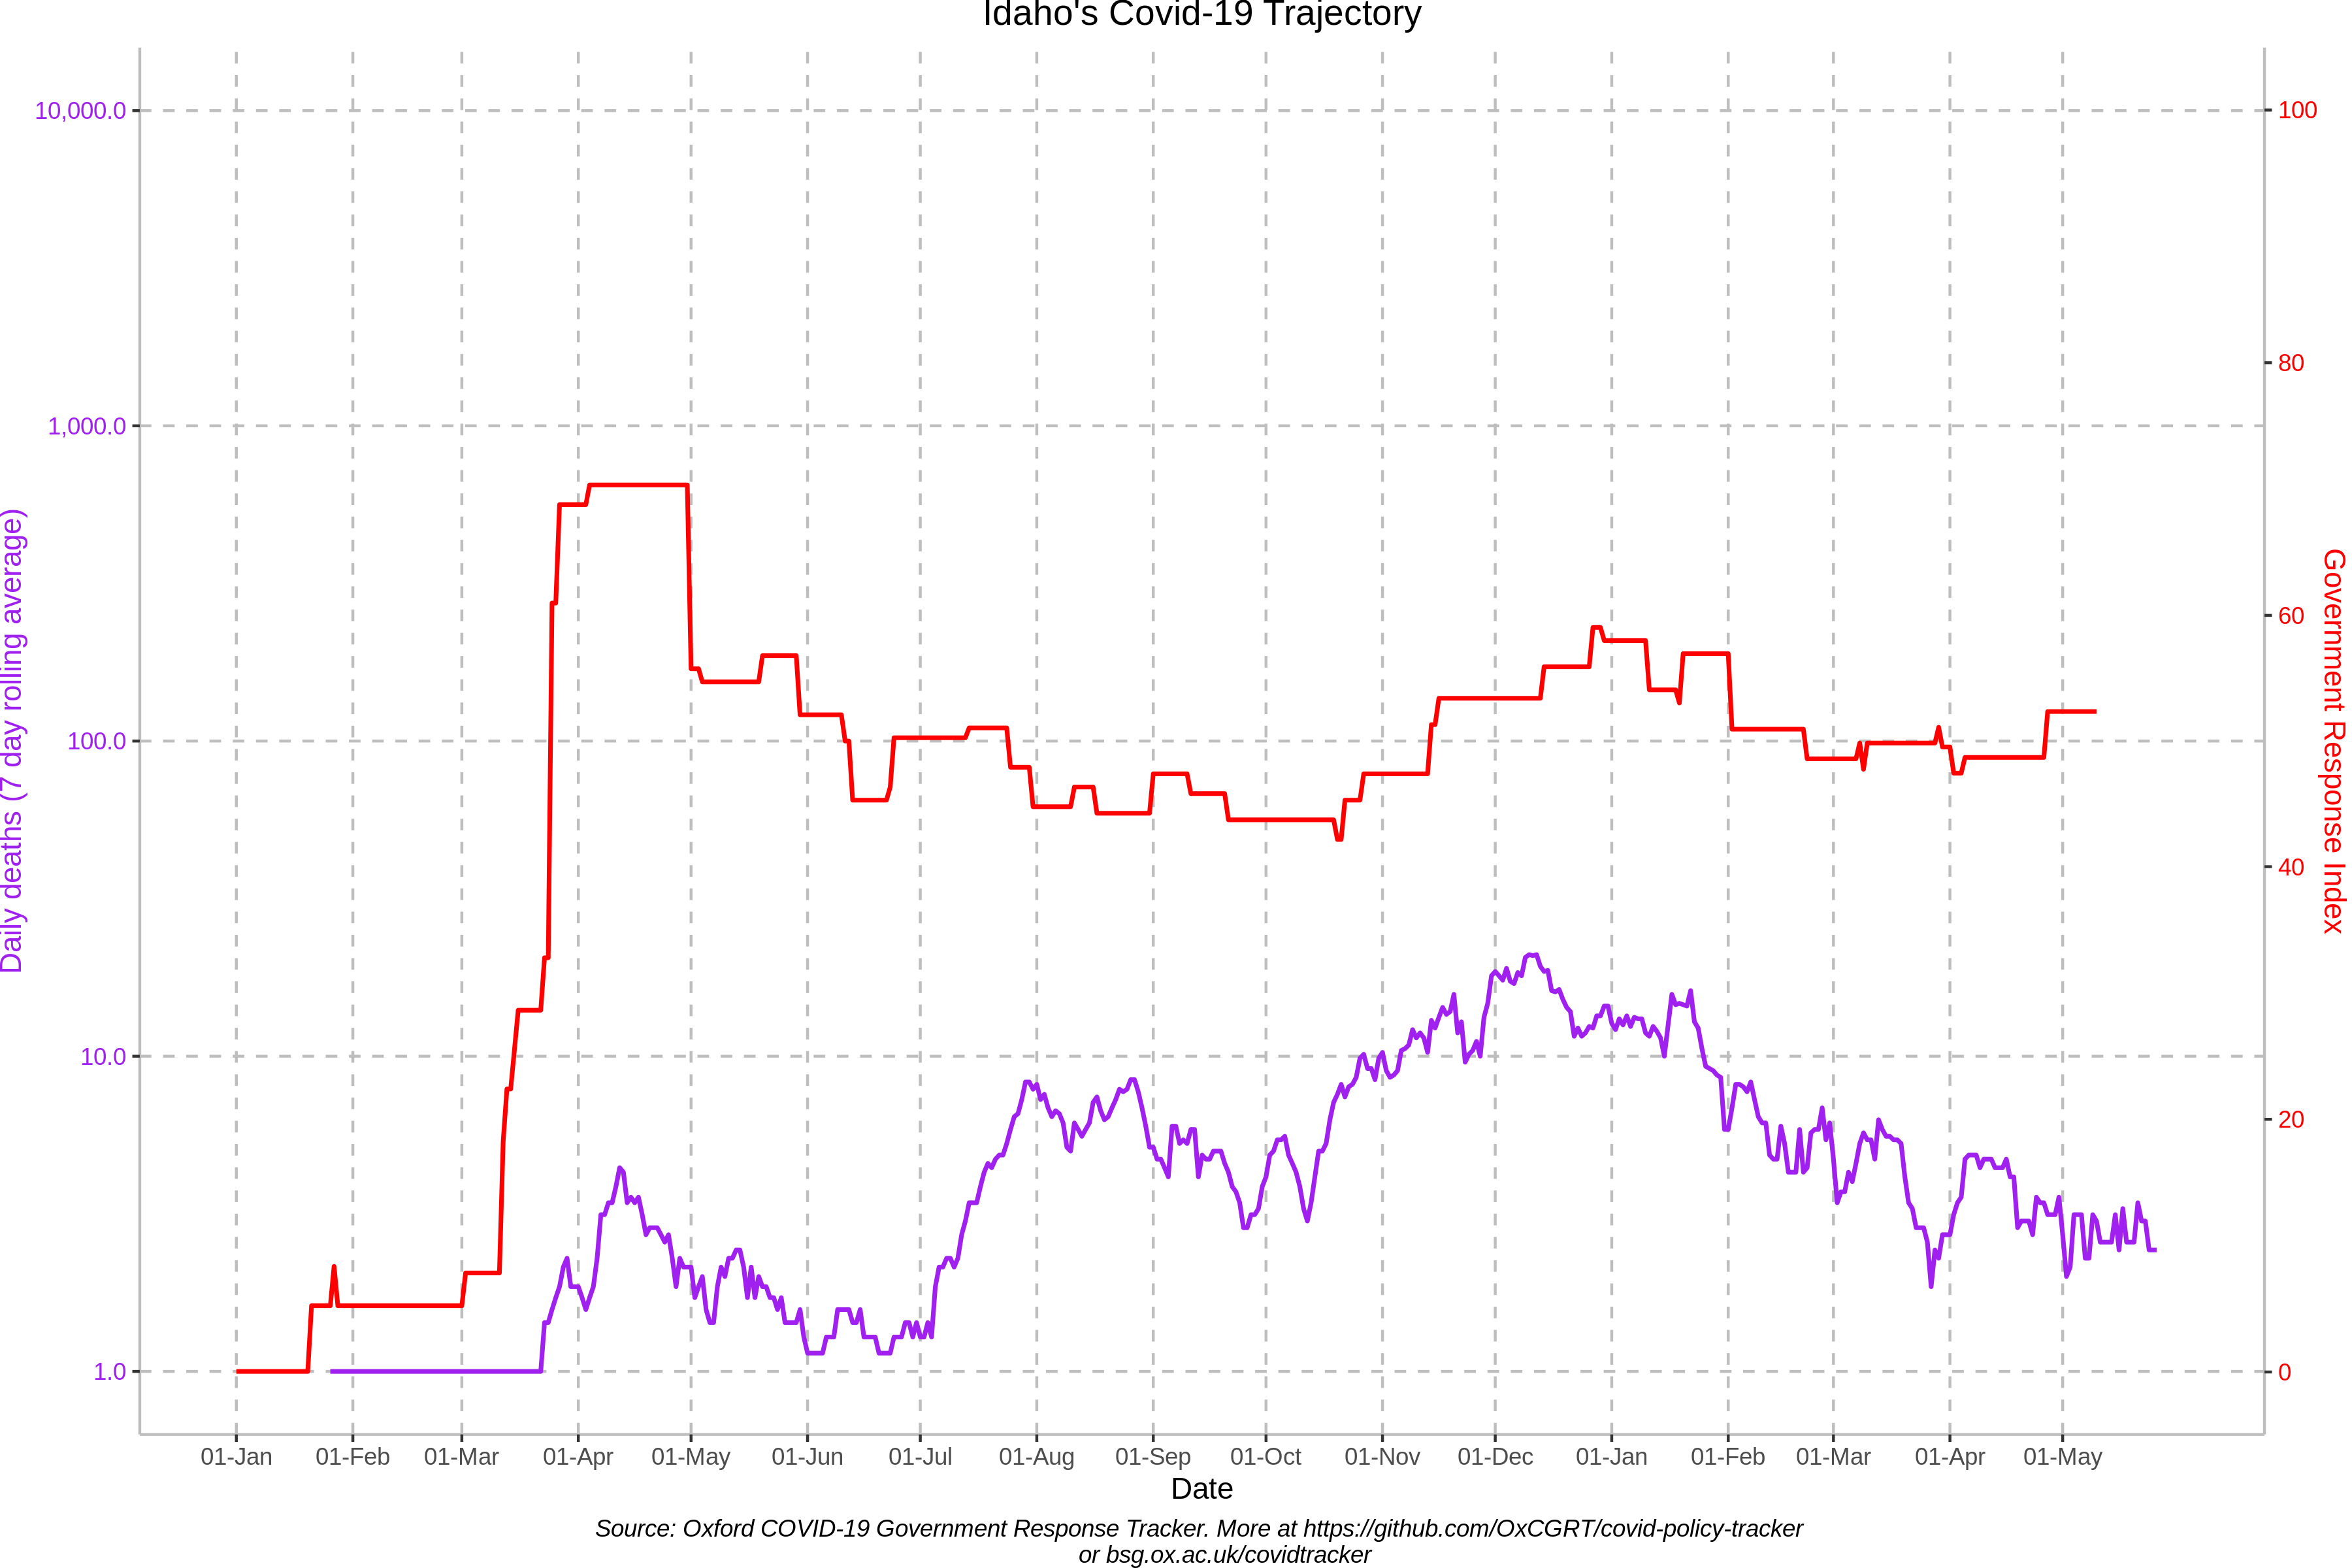 Idaho's Covid-19 Trajectory
10,000.0
1,000.0
100.0
10.0
1.0
Daily deaths (7 day rolling average)
100
80
60
40
20
0
Government Response Index
01-Jan 01-Feb 01-Mar 01-Apr 01-May 01-Jun 01-Jul 01-Aug 01-Sep 01-Oct 01-Nov 01-Dec 01-Jan 01-Feb 01-Mar 01-Apr 01-May
Date
Source: Oxford COVID-19 Government Response Tracker. More at https://github.com/OxCGRT/covid-policy-tracker
or bsg.ox.ac.uk/covidtracker